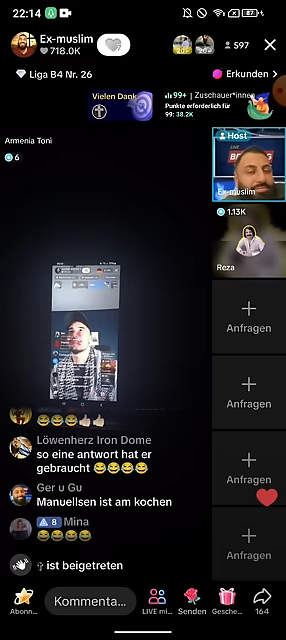 22:14
87
Ex-muslim
718.0K
597
Liga B4 Nr. 26
Erkunden >
Vielen Dank
99+ | Zuschauer*innen
Punkte erforderlich für
99: 38.2K
Armenia Toni
6
Host
LIVE
Ex-muslim
1.13K
Reza
Anfragen
Anfragen
Anfragen
Anfragen
😂😂😂👍🏻👍🏻
Löwenherz Iron Dome
so eine antwort hat er
gebraucht 😂😂😂😂
Ger u Gu
Manuellsen ist am kochen
8 Mina
😂😂😂😂
✞ ist beigetreten
Abonn...
Kommenta...
LIVE mi...
Senden
Gesche...
164